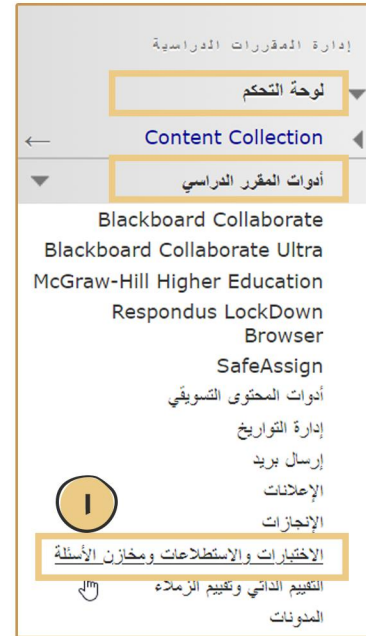 إدارة المقررات الدراسية
لوحة التحكم
Content Collection
أدوات المقرر الدراسي
Blackboard Collaborate
Blackboard Collaborate Ultra
McGraw-Hill Higher Education
Respondus LockDown
Browser
SafeAssign
أدوات المحتوى التسويقي
إدارة التواريخ
إرسال بريد
الإعلانات
الإنجازات
١
الاختبارات والاستطلاعات ومخازن الأسئلة
التقييم الذاتي وتقييم الزملاء
المدونات